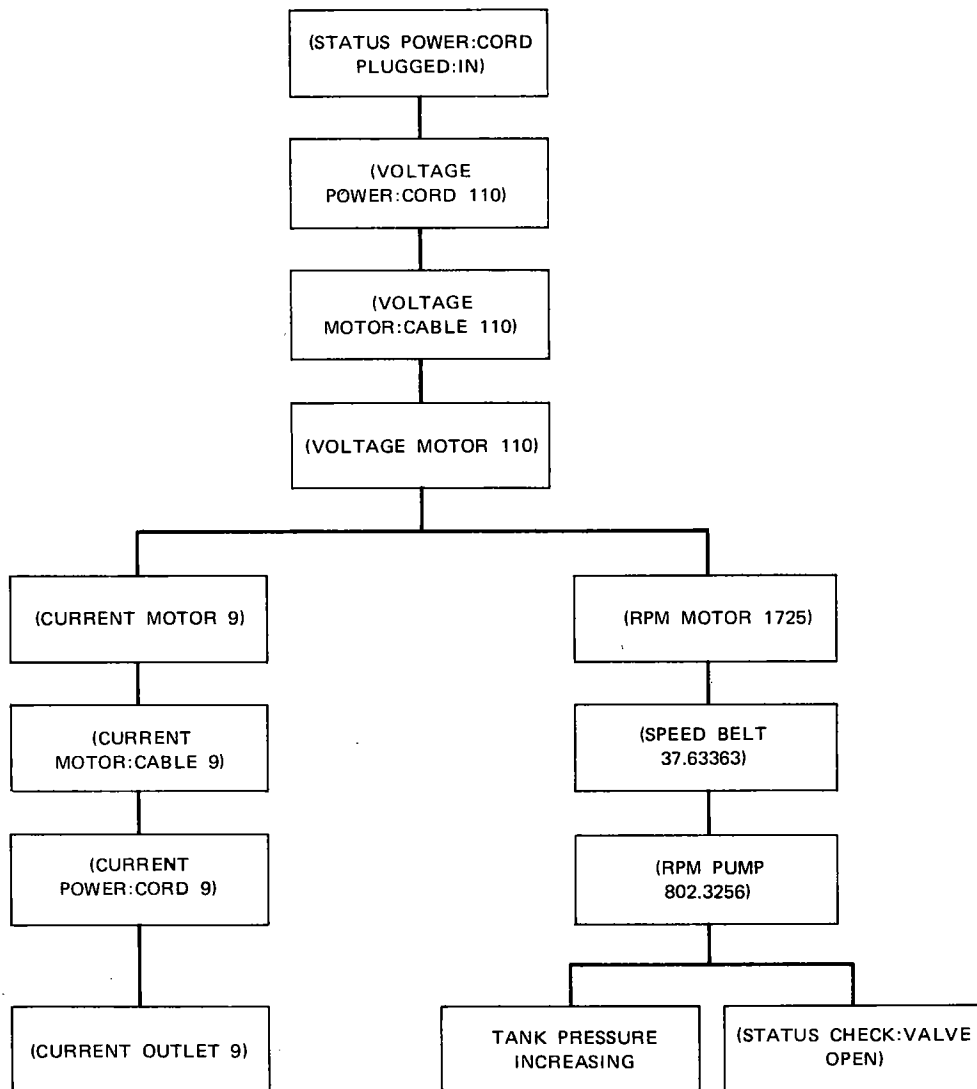 (STATUS POWER:CORD
PLUGGED:IN)
(VOLTAGE
POWER:CORD 110)
(VOLTAGE
MOTOR:CABLE 110)
(VOLTAGE MOTOR 110)
(CURRENT MOTOR 9)
(RPM MOTOR 1725)
(CURRENT
MOTOR:CABLE 9)
(SPEED BELT
37.63363)
(CURRENT
POWER:CORD 9)
(RPM PUMP
802.3256)
(CURRENT OUTLET 9)
TANK PRESSURE
INCREASING
(STATUS CHECK:VALVE
OPEN)